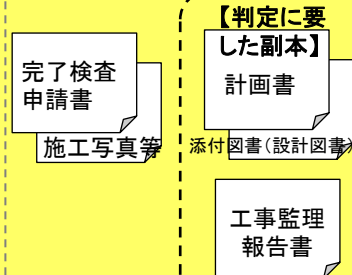 完了検査
申請書
施工写真等
【判定に要
した副本】
計画書
添付図書(設計図書)
工事監理
報告書